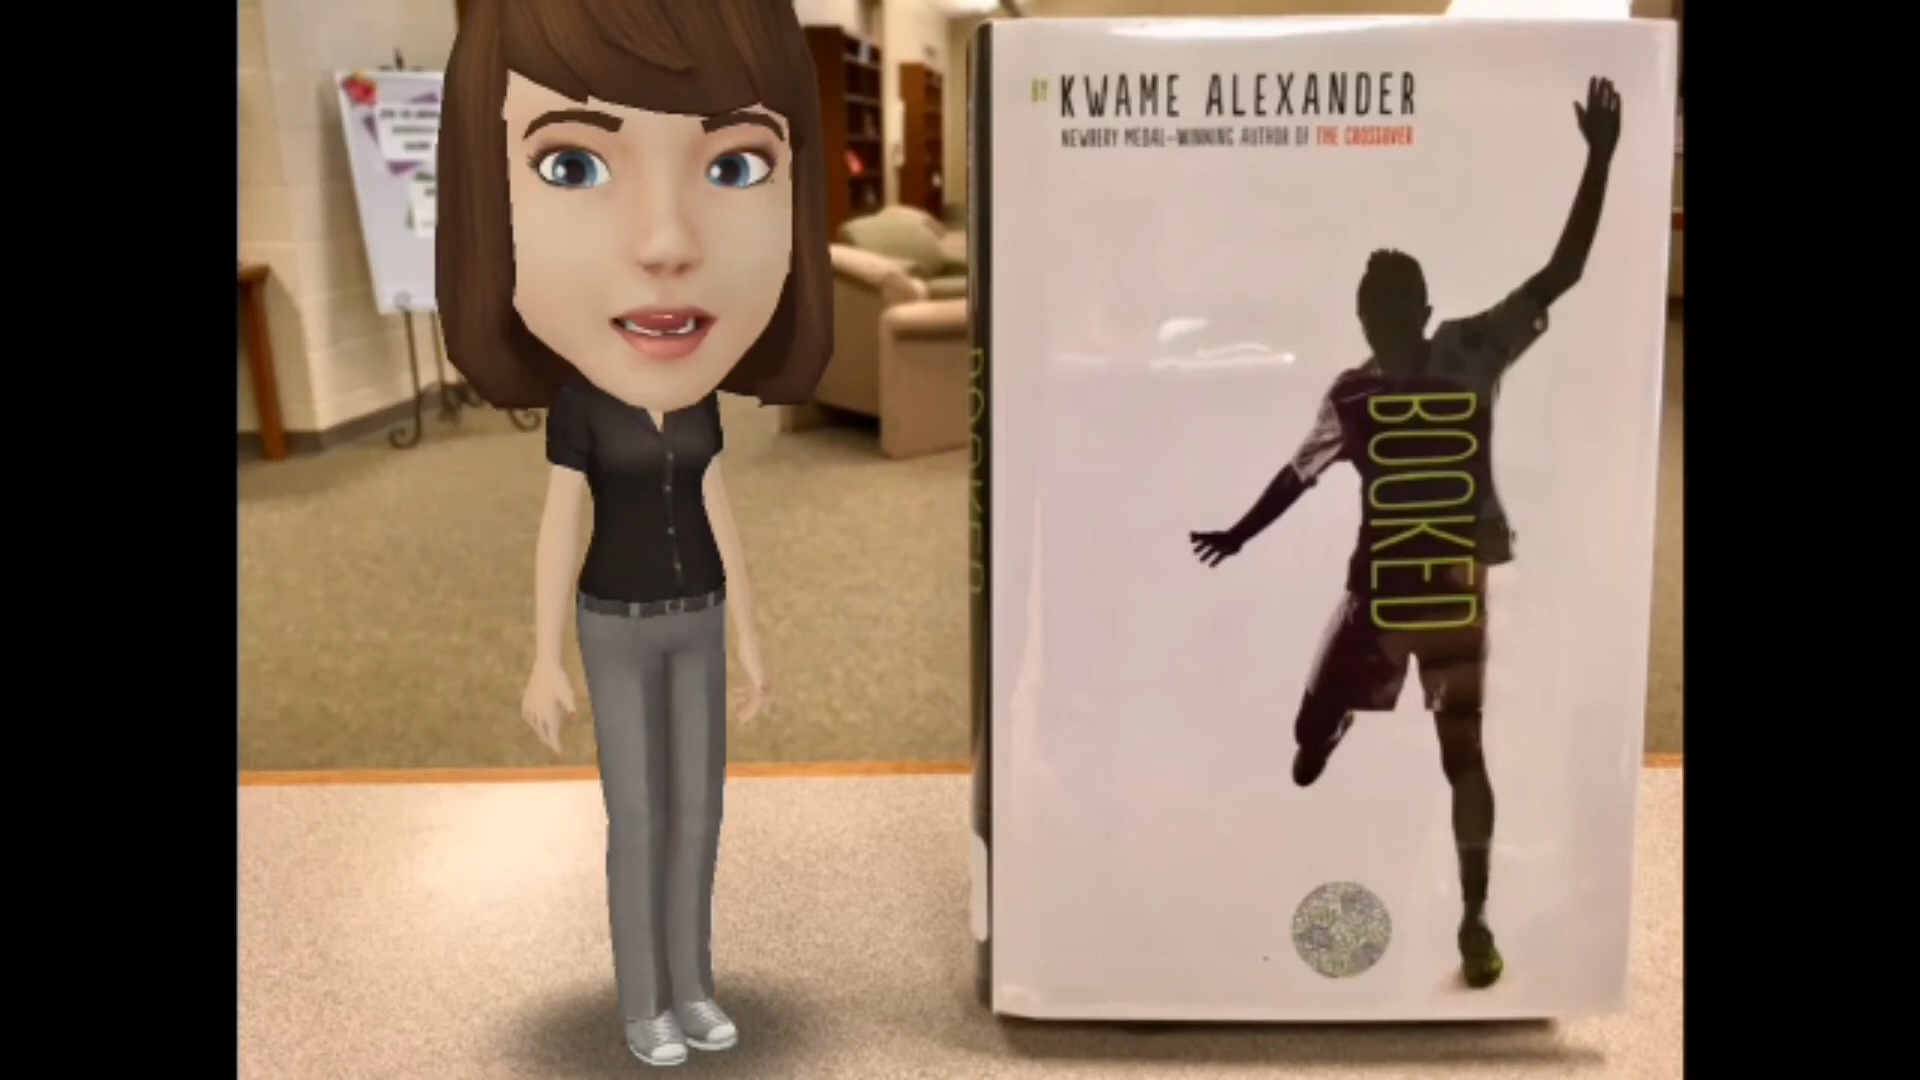 BY KWAME ALEXANDER
NEWBERY MEDAL-WINNING AUTHOR OF THE CROSSOVER
BOOKED
BOOKED